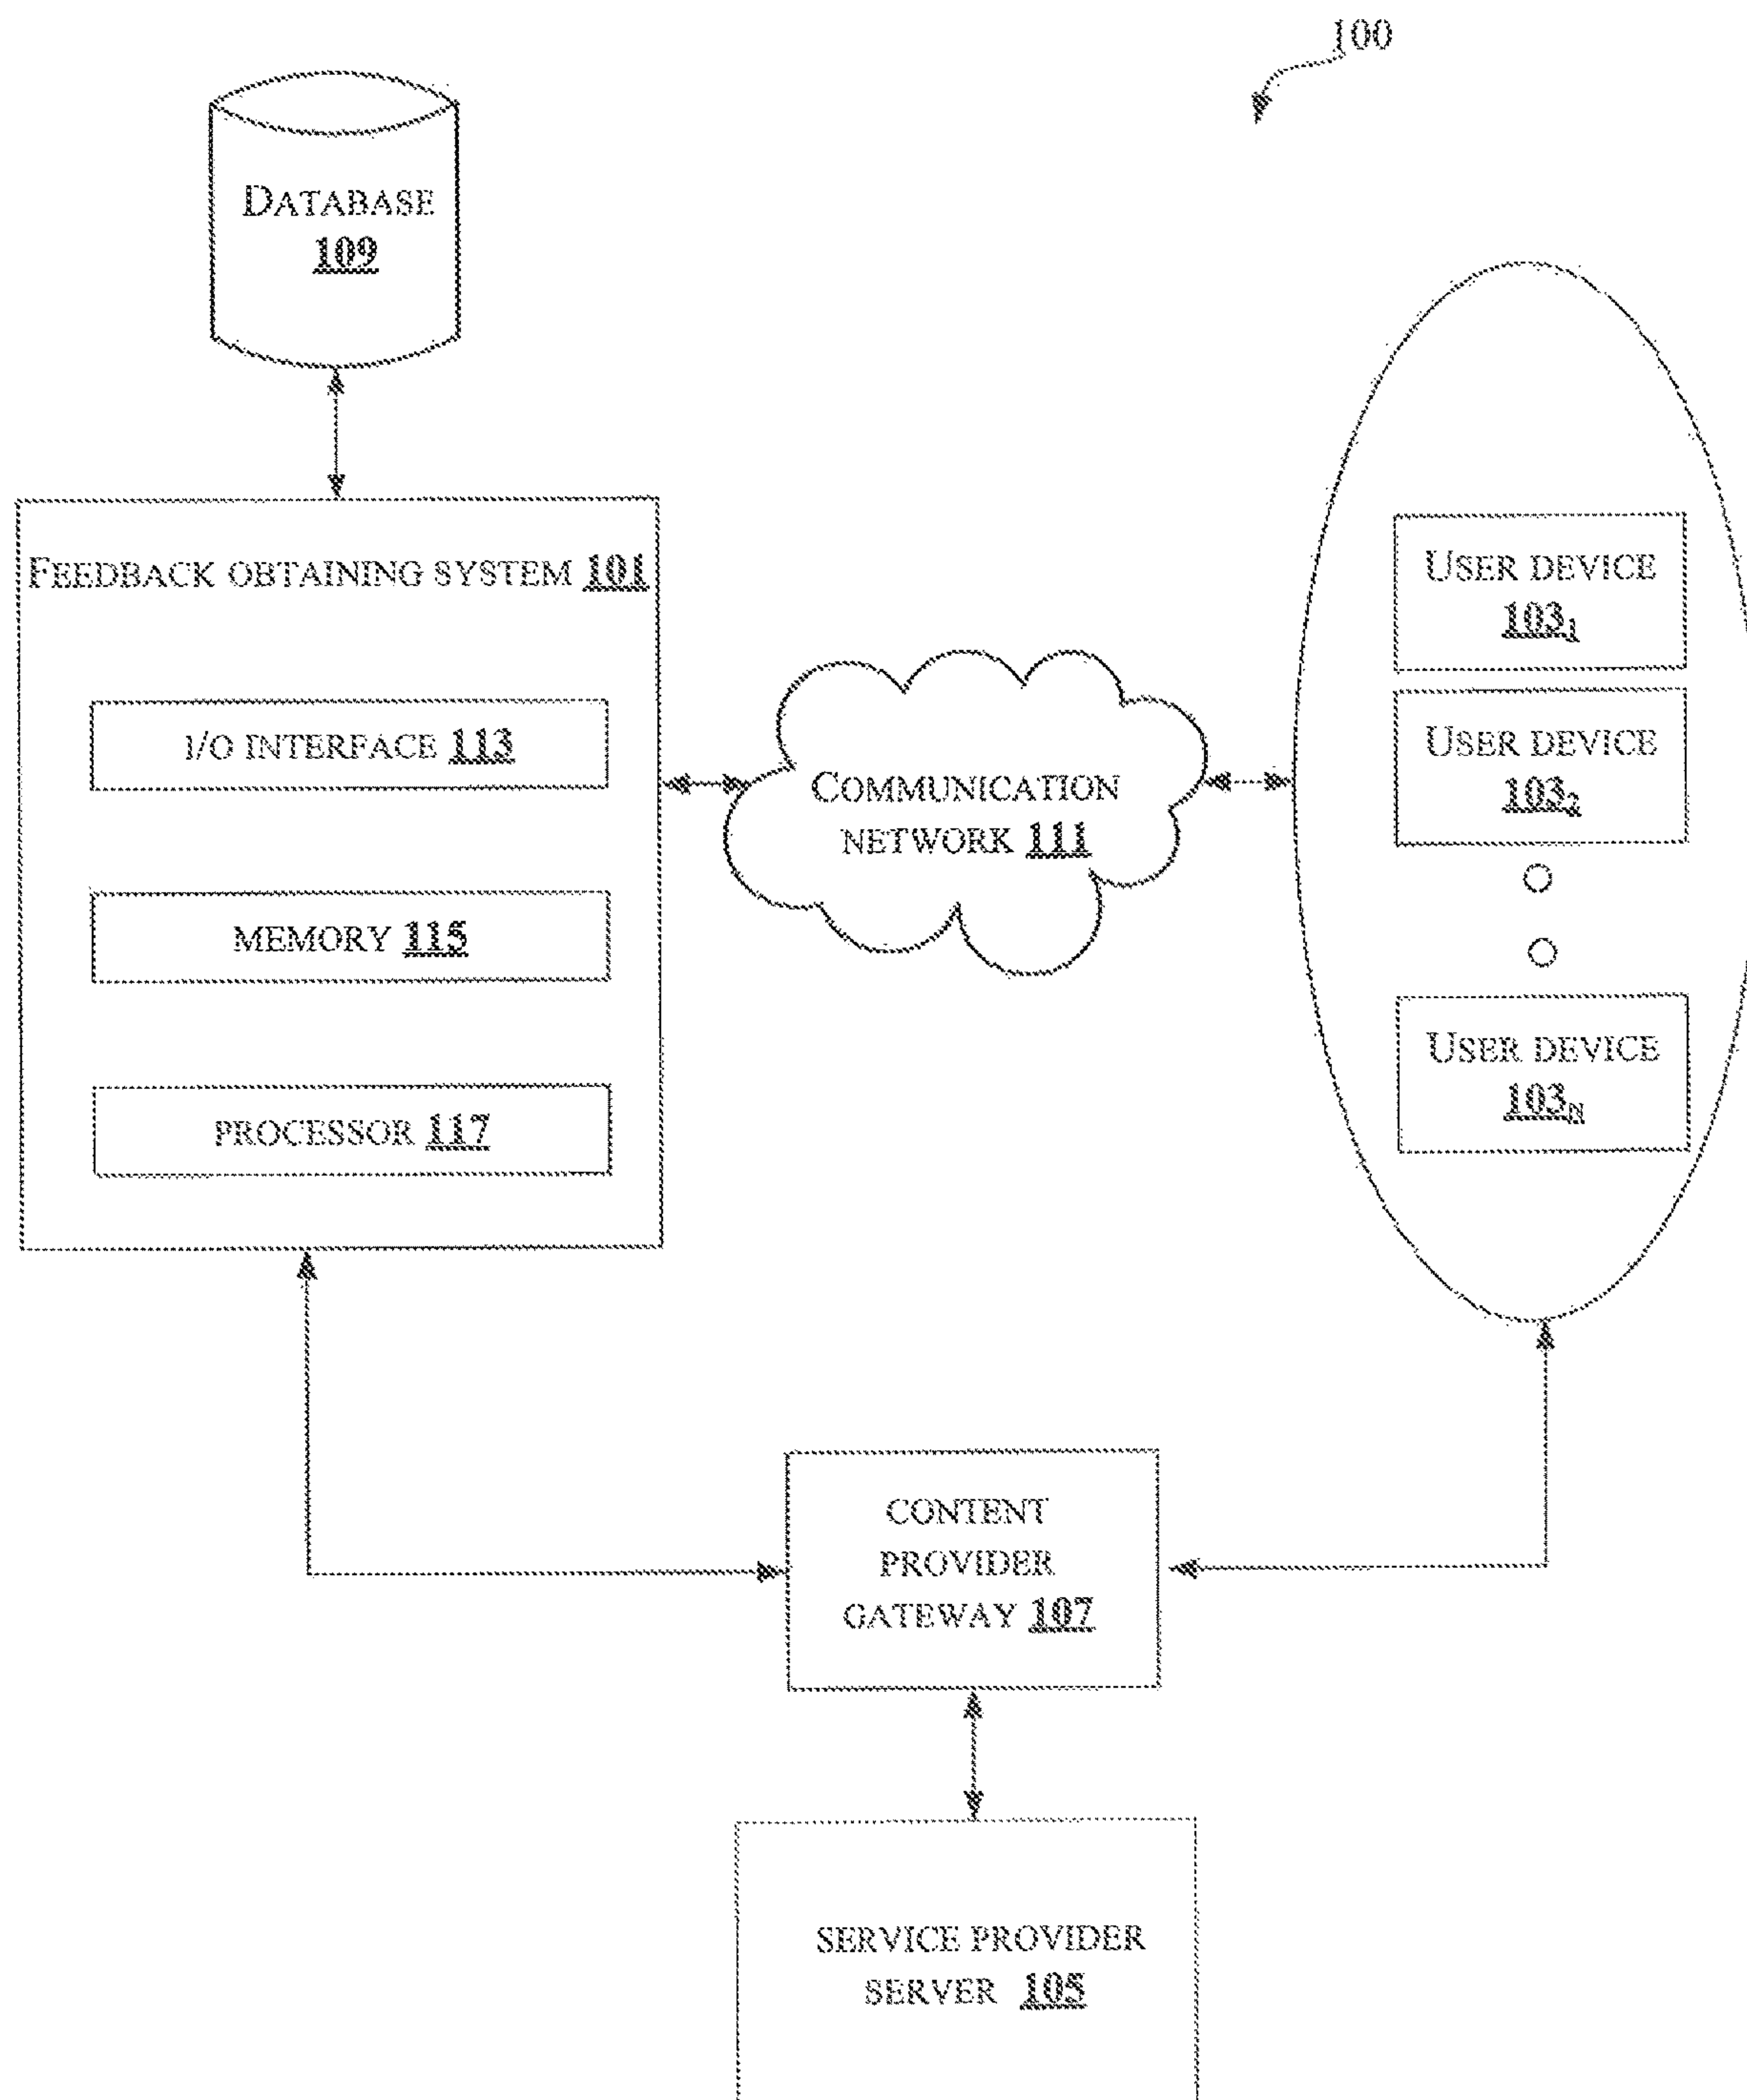 100
DATABASE
109
FEEDBACK OBTAINING SYSTEM 101
I/O INTERFACE 113
MEMORY 115
PROCESSOR 117
COMMUNICATION
NETWORK 111
USER DEVICE
103₁
USER DEVICE
103₂
USER DEVICE
103N
CONTENT
PROVIDER
GATEWAY 107
SERVICE PROVIDER
SERVER 105